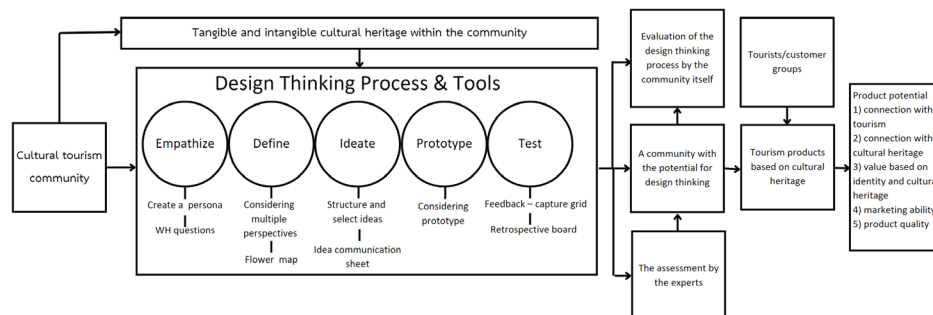 Tangible and intangible cultural heritage within the community
Cultural tourism
community
Design Thinking Process & Tools
Empathize
Define
Ideate
Prototype
Test
Create a persona
WH questions
Considering
multiple
perspectives
Flower map
Structure and
select ideas
Idea communication
sheet
Considering
prototype
Feedback – capture grid
Retrospective board
Evaluation of the
design thinking
process by the
community itself
A community with
the potential for
design thinking
The assessment by
the experts
Tourists/customer
groups
Tourism products
based on cultural
heritage
Product potential
1) connection with
tourism
2) connection with
cultural heritage
3) value based on
identity and cultura
heritage
4) marketing ability
5) product quality